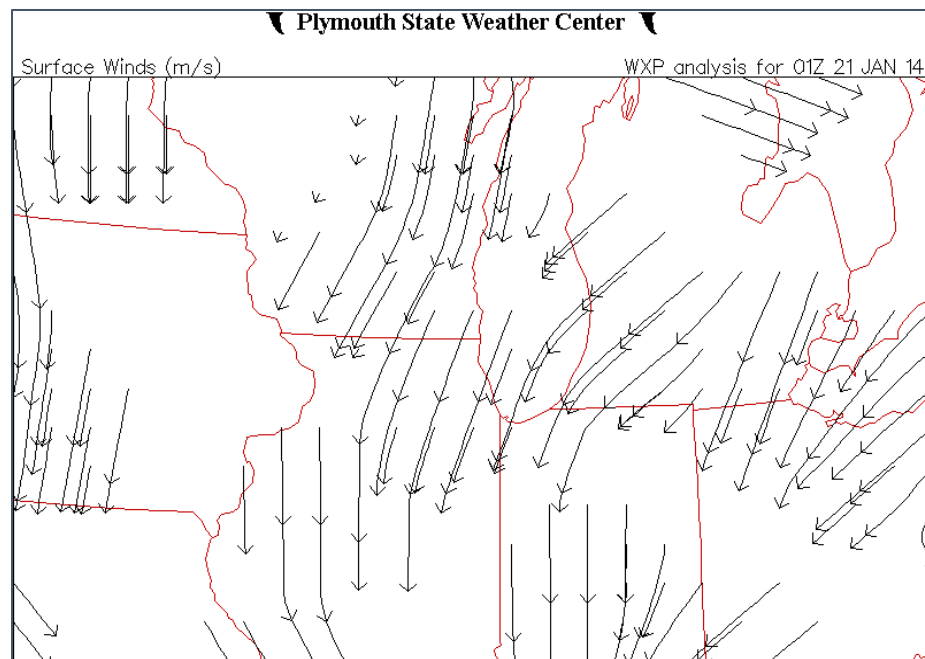 Plymouth State Weather Center
Surface Winds (m/s) WXP analysis for 01Z 21 JAN 14